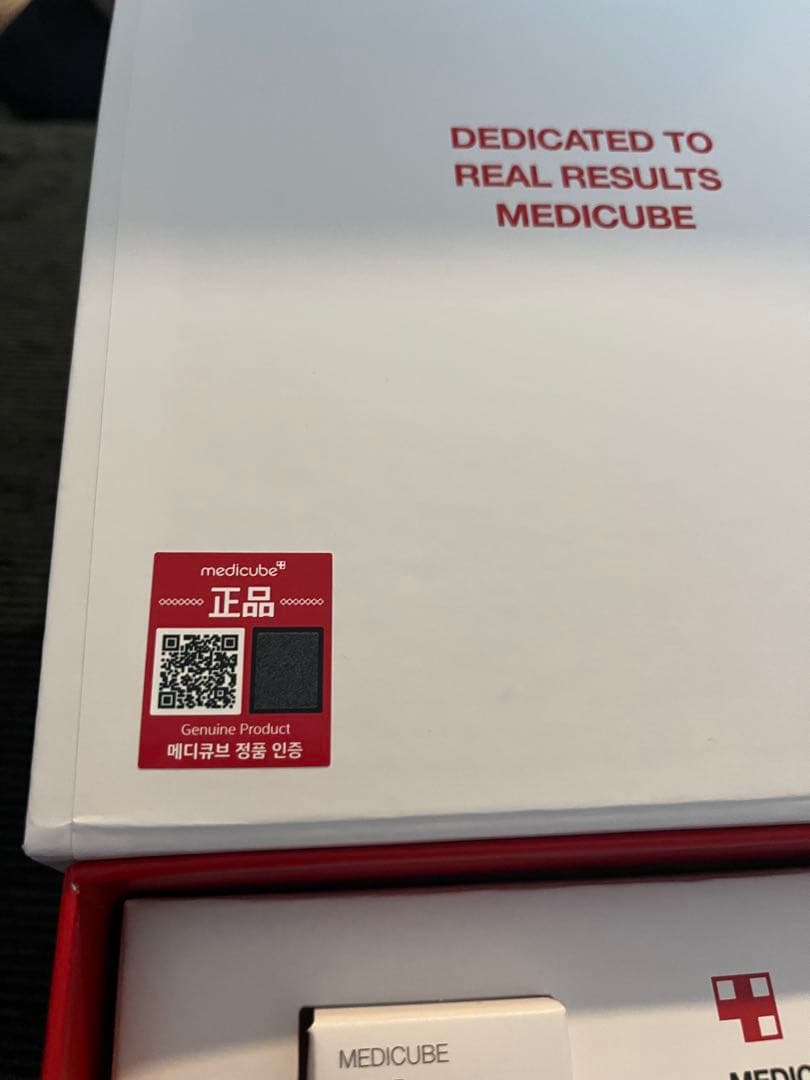 DEDICATED TO
REAL RESULTS
MEDICUBE
medicube
正品
Genuine Product
메디큐브 정품 인증
MEDICUBE